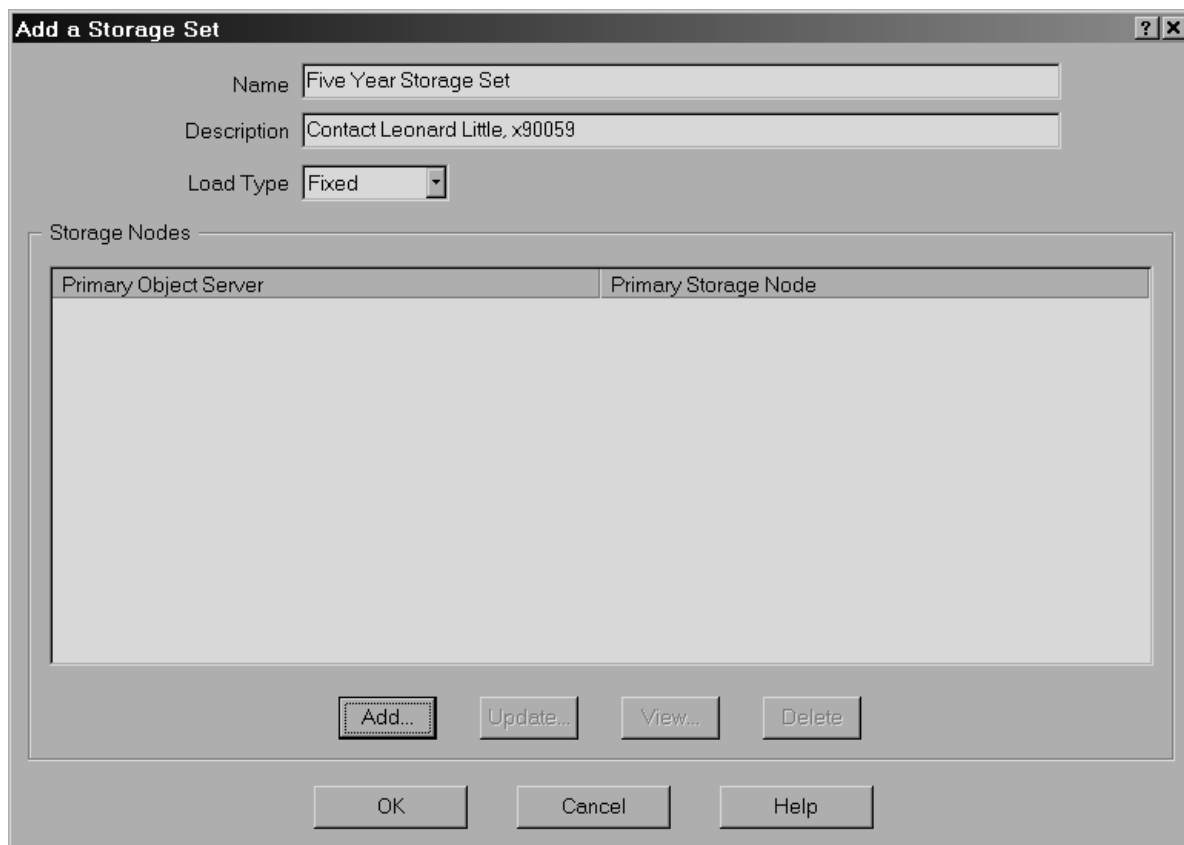 Add a Storage Set
Name Five Year Storage Set
Description Contact Leonard Little, x90059
Load Type Fixed
Storage Nodes
Primary Object Server Primary Storage Node
Add... Update... View... Delete
OK Cancel Help